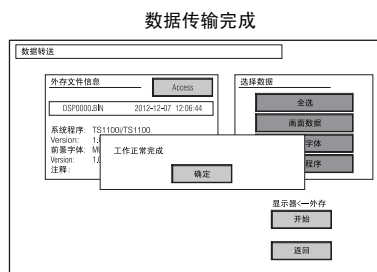 数据传输完成
数据转送
外存文件信息
Access
DSP0000.BIN 2012-12-07 12:06:44
系统程序: TS1100i/TS1100
Version:
前景字体:
Version:
注释:
工作正常完成
确定
选择数据
全选
画面数据
字体
程序
显示器<—外存
开始
返回